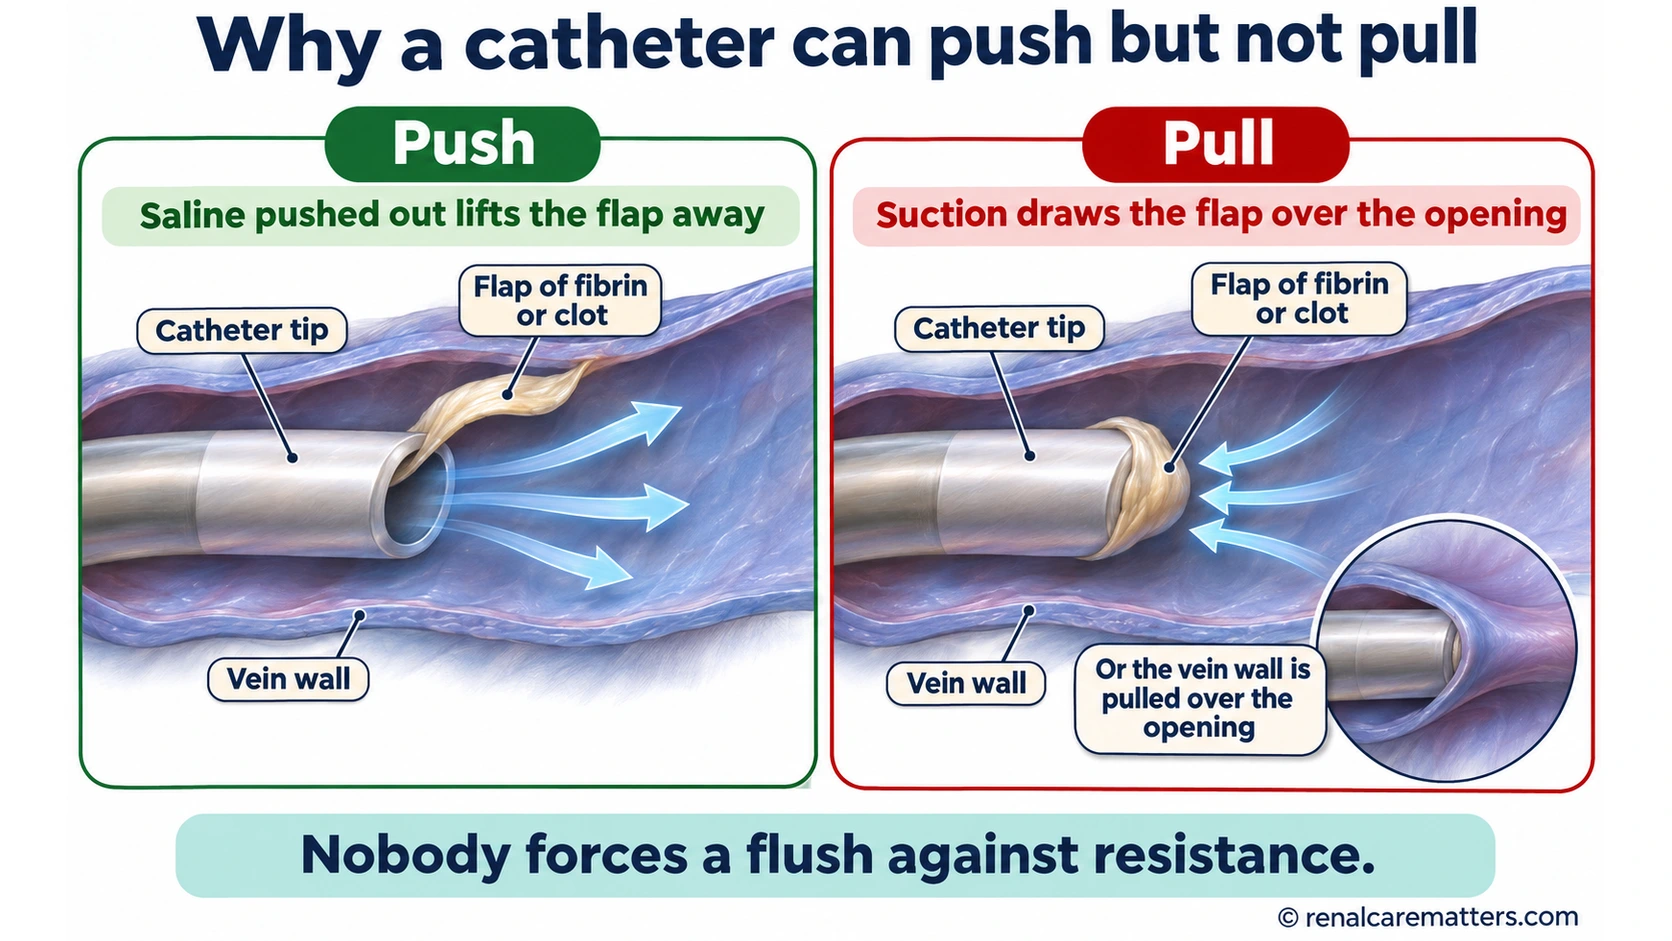 Why a catheter can push but not pull
Push
Saline pushed out lifts the flap away
Flap of fibrin
or clot
Catheter tip
Vein wall
Pull
Suction draws the flap over the opening
Flap of fibrin
or clot
Catheter tip
Vein wall
Or the vein wall is
pulled over the
opening
Nobody forces a flush against resistance.
© renalcarematters.com